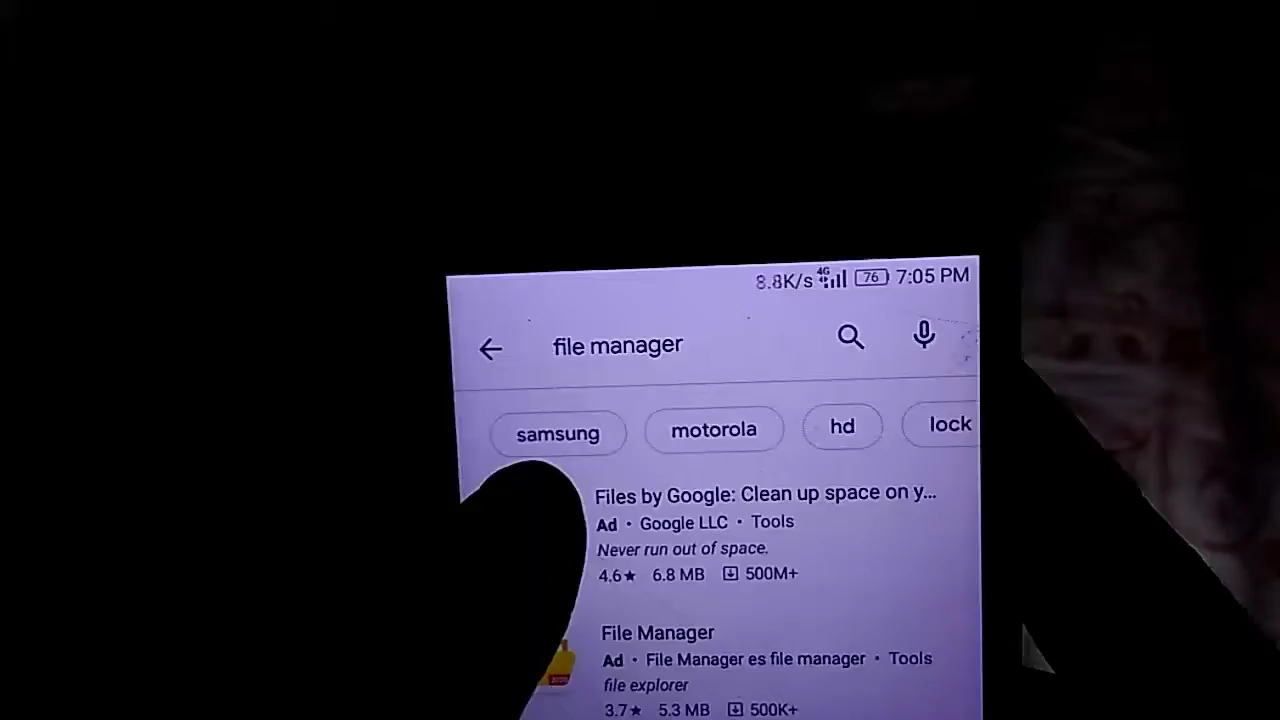 8.8K/s 4G 76 7:05 PM
file manager
samsung motorola hd lock
Files by Google: Clean up space on y...
Ad • Google LLC • Tools
Never run out of space.
4.6★ 6.8 MB 500M+
File Manager
Ad • File Manager es file manager • Tools
file explorer
3.7★ 5.3 MB 500K+